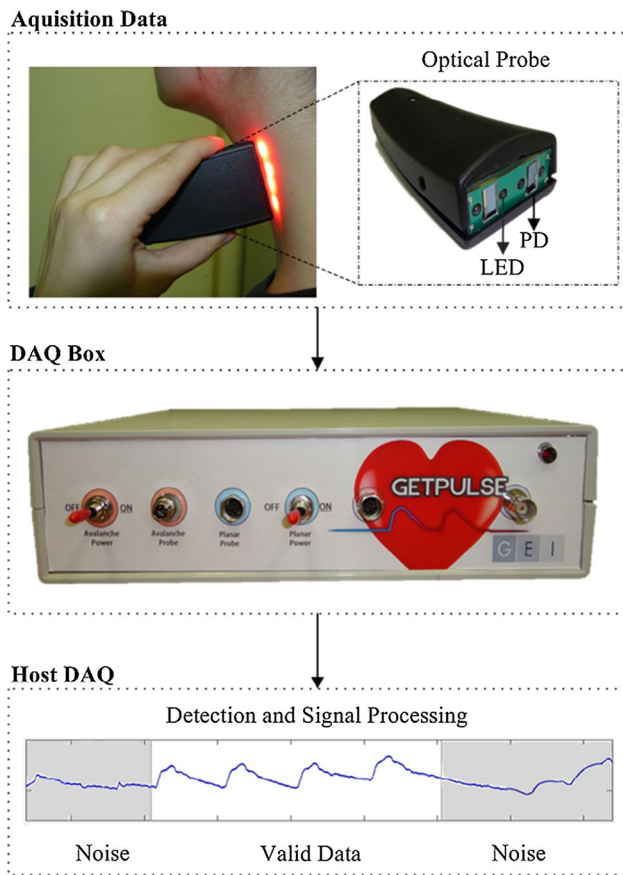 Aquisition Data
Optical Probe
PD
LED
DAQ Box
OFF ON
Avalanche
Power
Avalanche
Probe
Planar
Probe
OFF ON
Planar
Power
GETPULSE
GEI
Host DAQ
Detection and Signal Processing
Noise Valid Data Noise